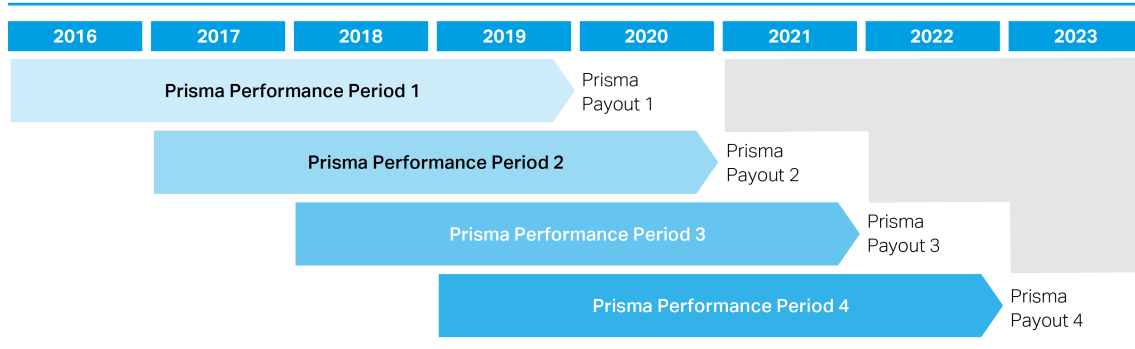 2016 2017 2018 2019 2020 2021 2022 2023
Prisma Performance Period 1
Prisma
Payout 1
Prisma Performance Period 2
Prisma
Payout 2
Prisma Performance Period 3
Prisma
Payout 3
Prisma Performance Period 4
Prisma
Payout 4